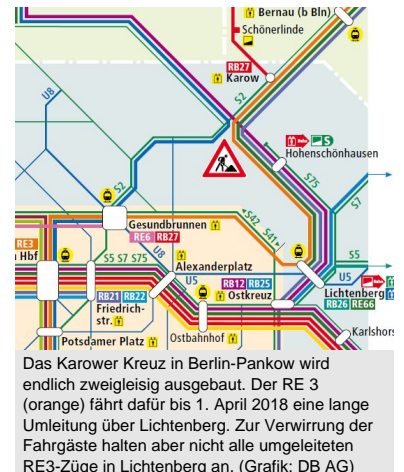 Bernau (b Bln)
Schönerlinde
RB27
Karow
S2
U8
Hohenschönhausen
S75
S7
S2
U8
Gesundbrunnen
RE6 RB27
S42
S41
RE3
Hbf
S5 S7 S75
Alexanderplatz
U5
S5
U5
RB12 RB25
Ostkreuz
Lichtenberg
RB26 RE66
RB21 RB22
Friedrich-
str.
Ostbahnhof
Karlshors
Potsdamer Platz
Das Karower Kreuz in Berlin-Pankow wird
endlich zweigleisig ausgebaut. Der RE 3
(orange) fährt dafür bis 1. April 2018 eine lange
Umleitung über Lichtenberg. Zur Verwirrung der
Fahrgäste halten aber nicht alle umgeleiteten
RE3-Züge in Lichtenberg an. (Grafik: DB AG)